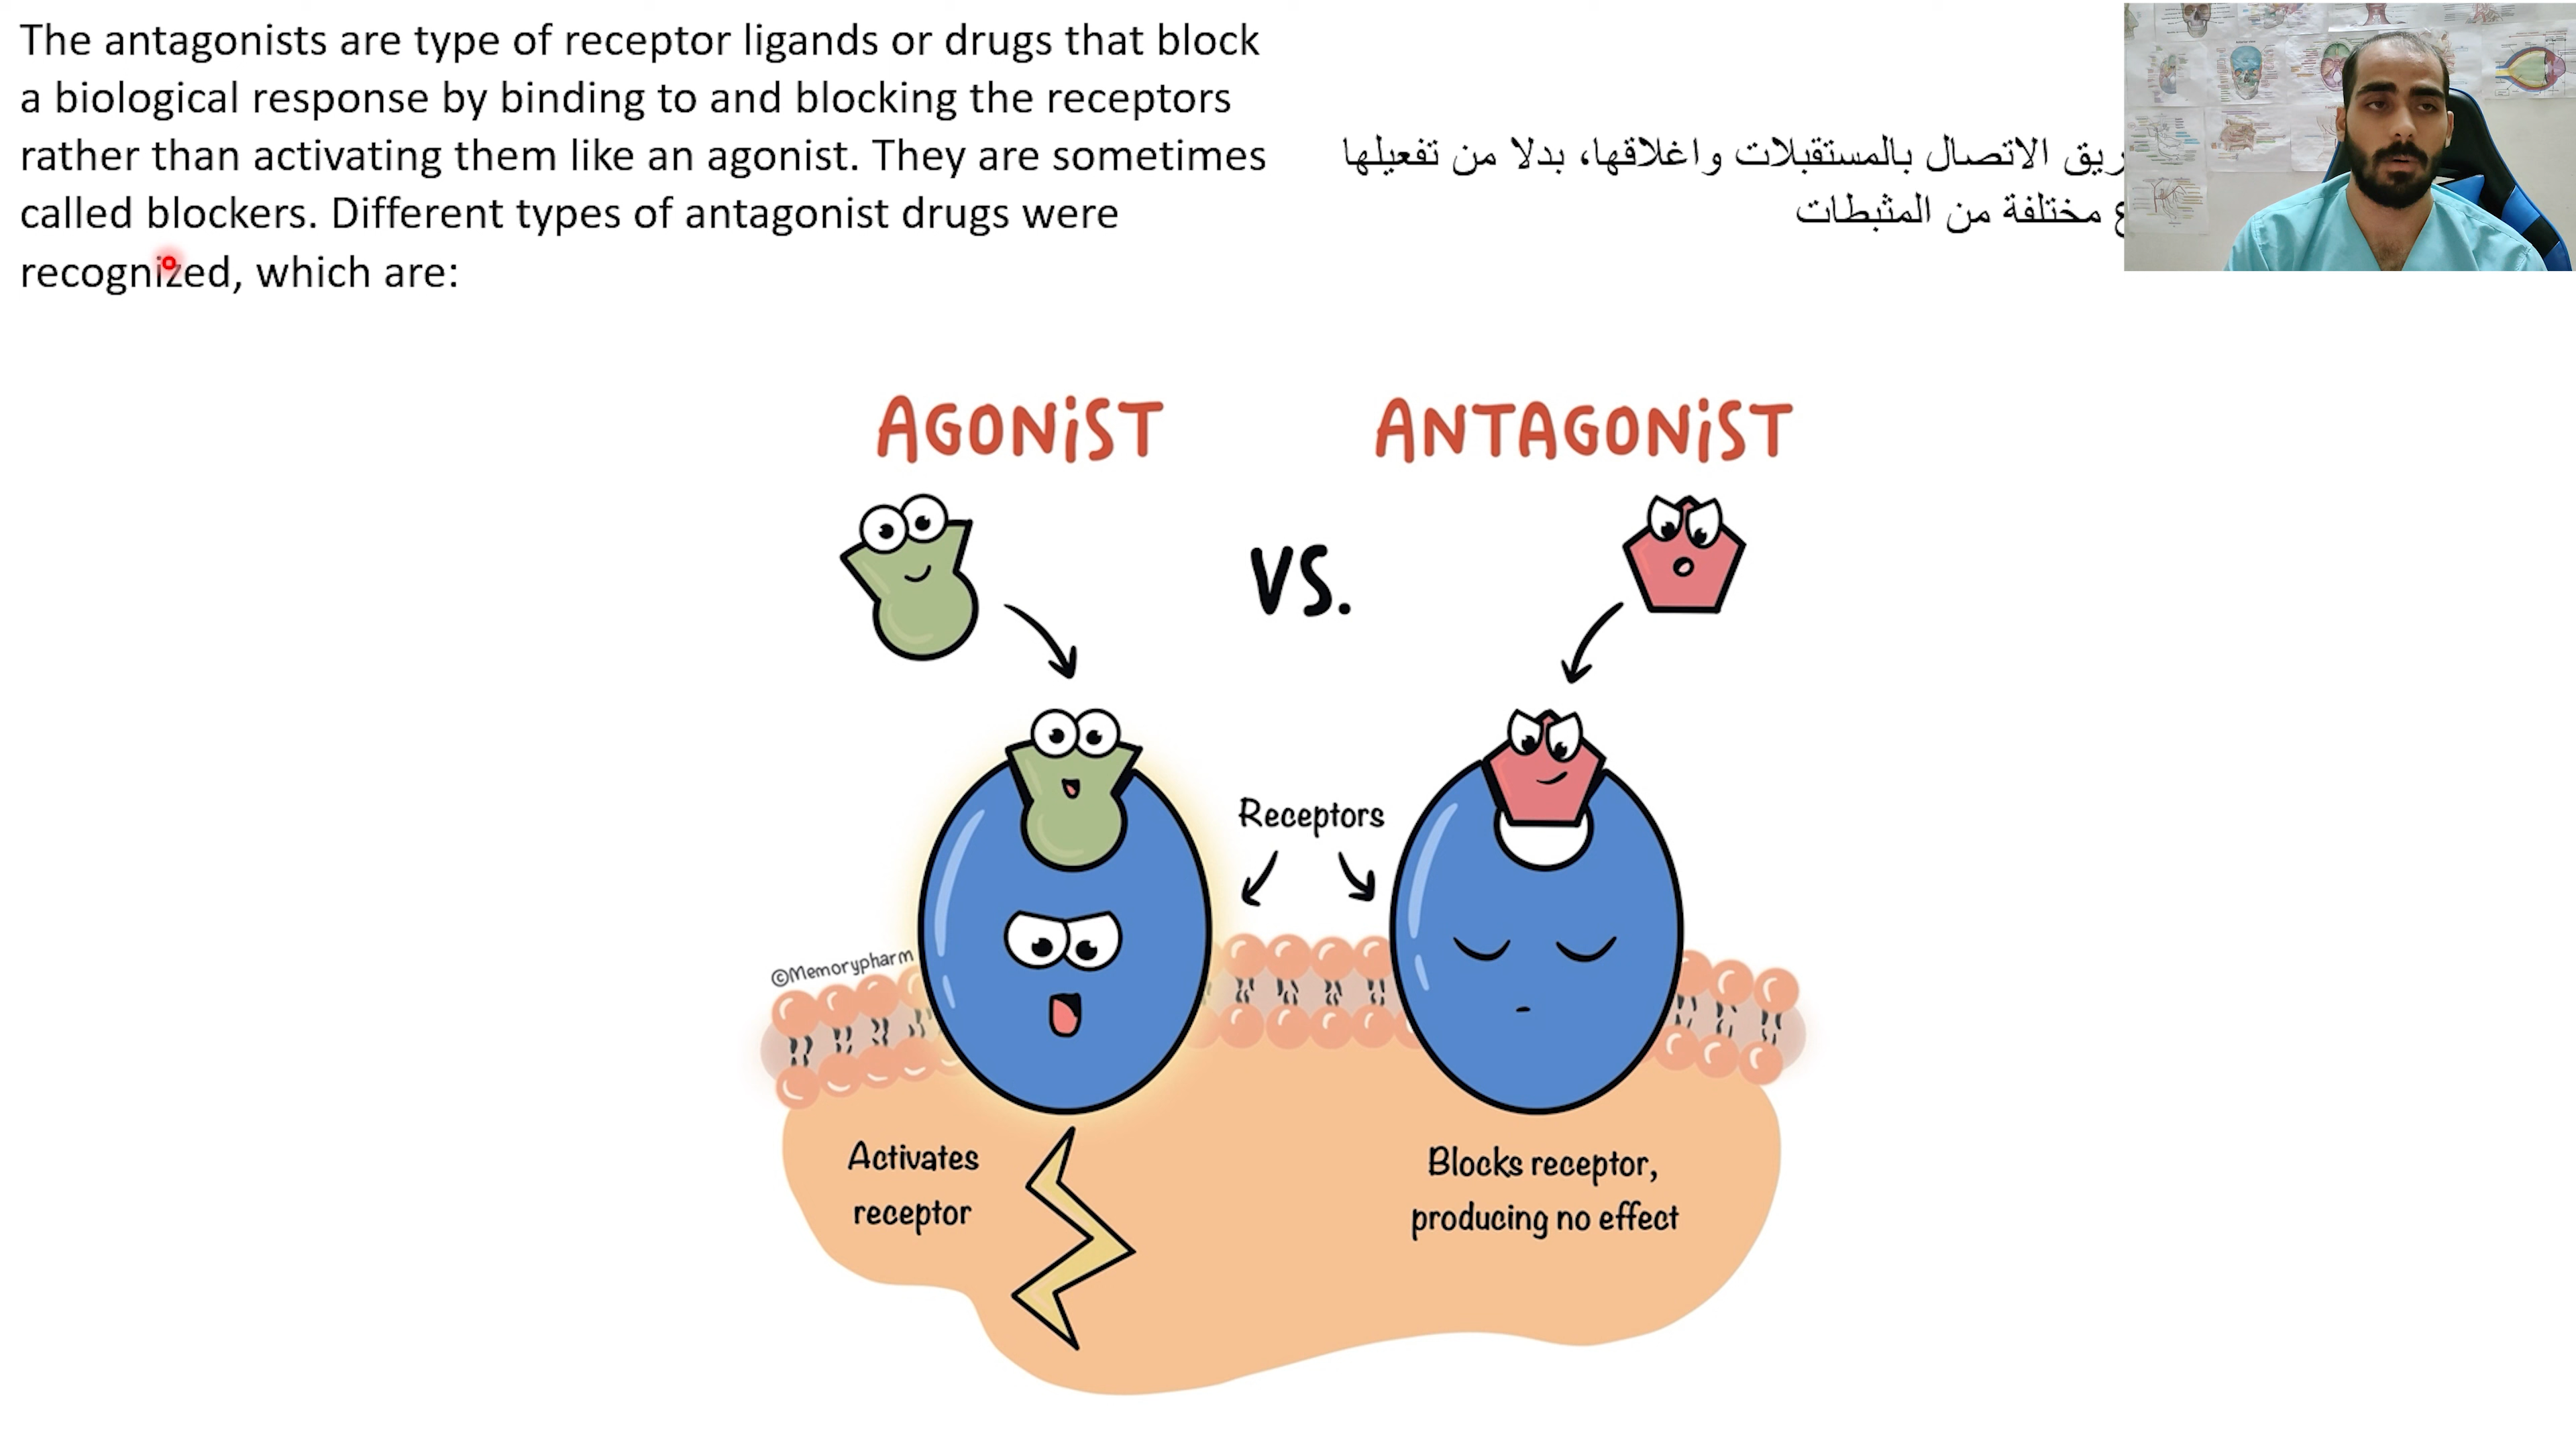 The antagonists are type of receptor ligands or drugs that block
a biological response by binding to and blocking the receptors
rather than activating them like an agonist. They are sometimes
called blockers. Different types of antagonist drugs were
recognized, which are:
الاتصال بالمستقبلات واغلاقها، بدلا من تفعيلها
مختلفة من المثبطات
AGONiST
ANTAGONiST
VS.
Receptors
©Memorypharm
Activates
receptor
Blocks receptor,
producing no effect